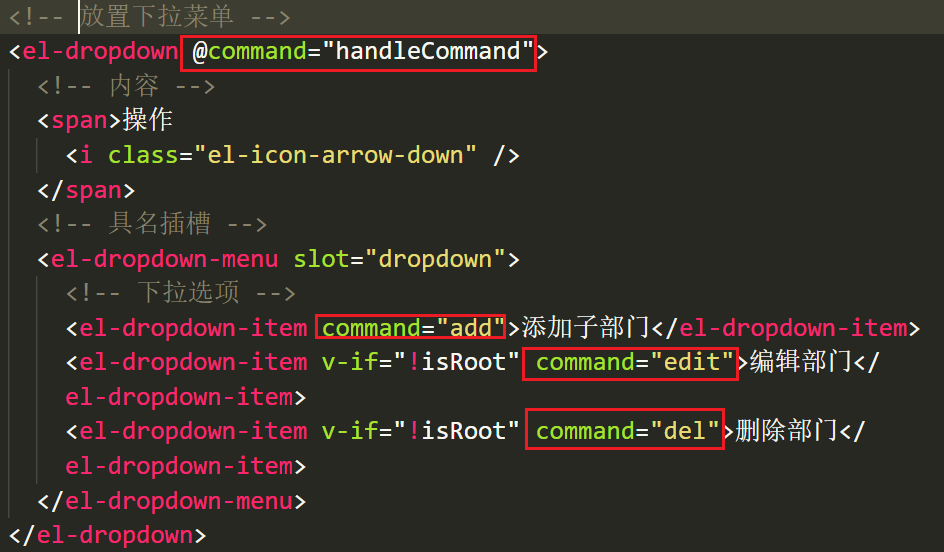 <!-- 放置下拉菜单 -->
<el-dropdown @command="handleCommand">
<!-- 内容 -->
<span>操作
<i class="el-icon-arrow-down" />
</span>
<!-- 具名插槽 -->
<el-dropdown-menu slot="dropdown">
<!-- 下拉选项 -->
<el-dropdown-item command="add">添加子部门</el-dropdown-item>
<el-dropdown-item v-if="!isRoot" command="edit">编辑部门</
el-dropdown-item>
<el-dropdown-item v-if="!isRoot" command="del">删除部门</
el-dropdown-item>
</el-dropdown-menu>
</el-dropdown>